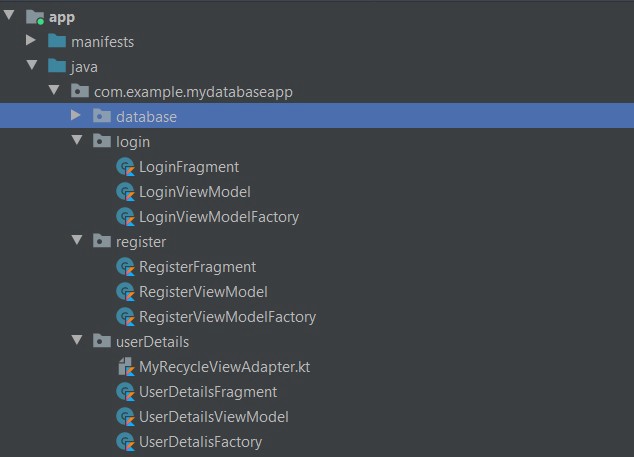 app
manifests
java
com.example.mydatabaseapp
database
login
LoginFragment
LoginViewModel
LoginViewModelFactory
register
RegisterFragment
RegisterViewModel
RegisterViewModelFactory
userDetails
MyRecycleViewAdapter.kt
UserDetailsFragment
UserDetailsViewModel
UserDetalisFactory